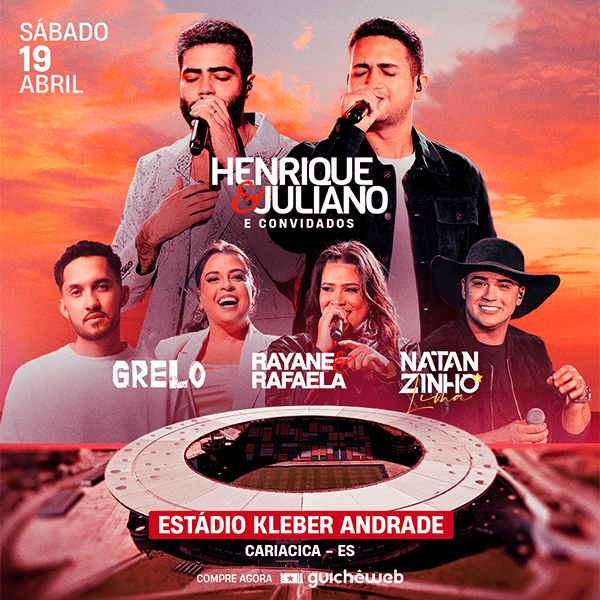 SÁBADO
19
ABRIL
HENRIQUE
& JULIANO
E CONVIDADOS
GRELO
RAYANE &
RAFAELA
NATAN
ZINHO
Lima
ESTÁDIO KLEBER ANDRADE
CARIACICA – ES
COMPRE AGORA guichêweb